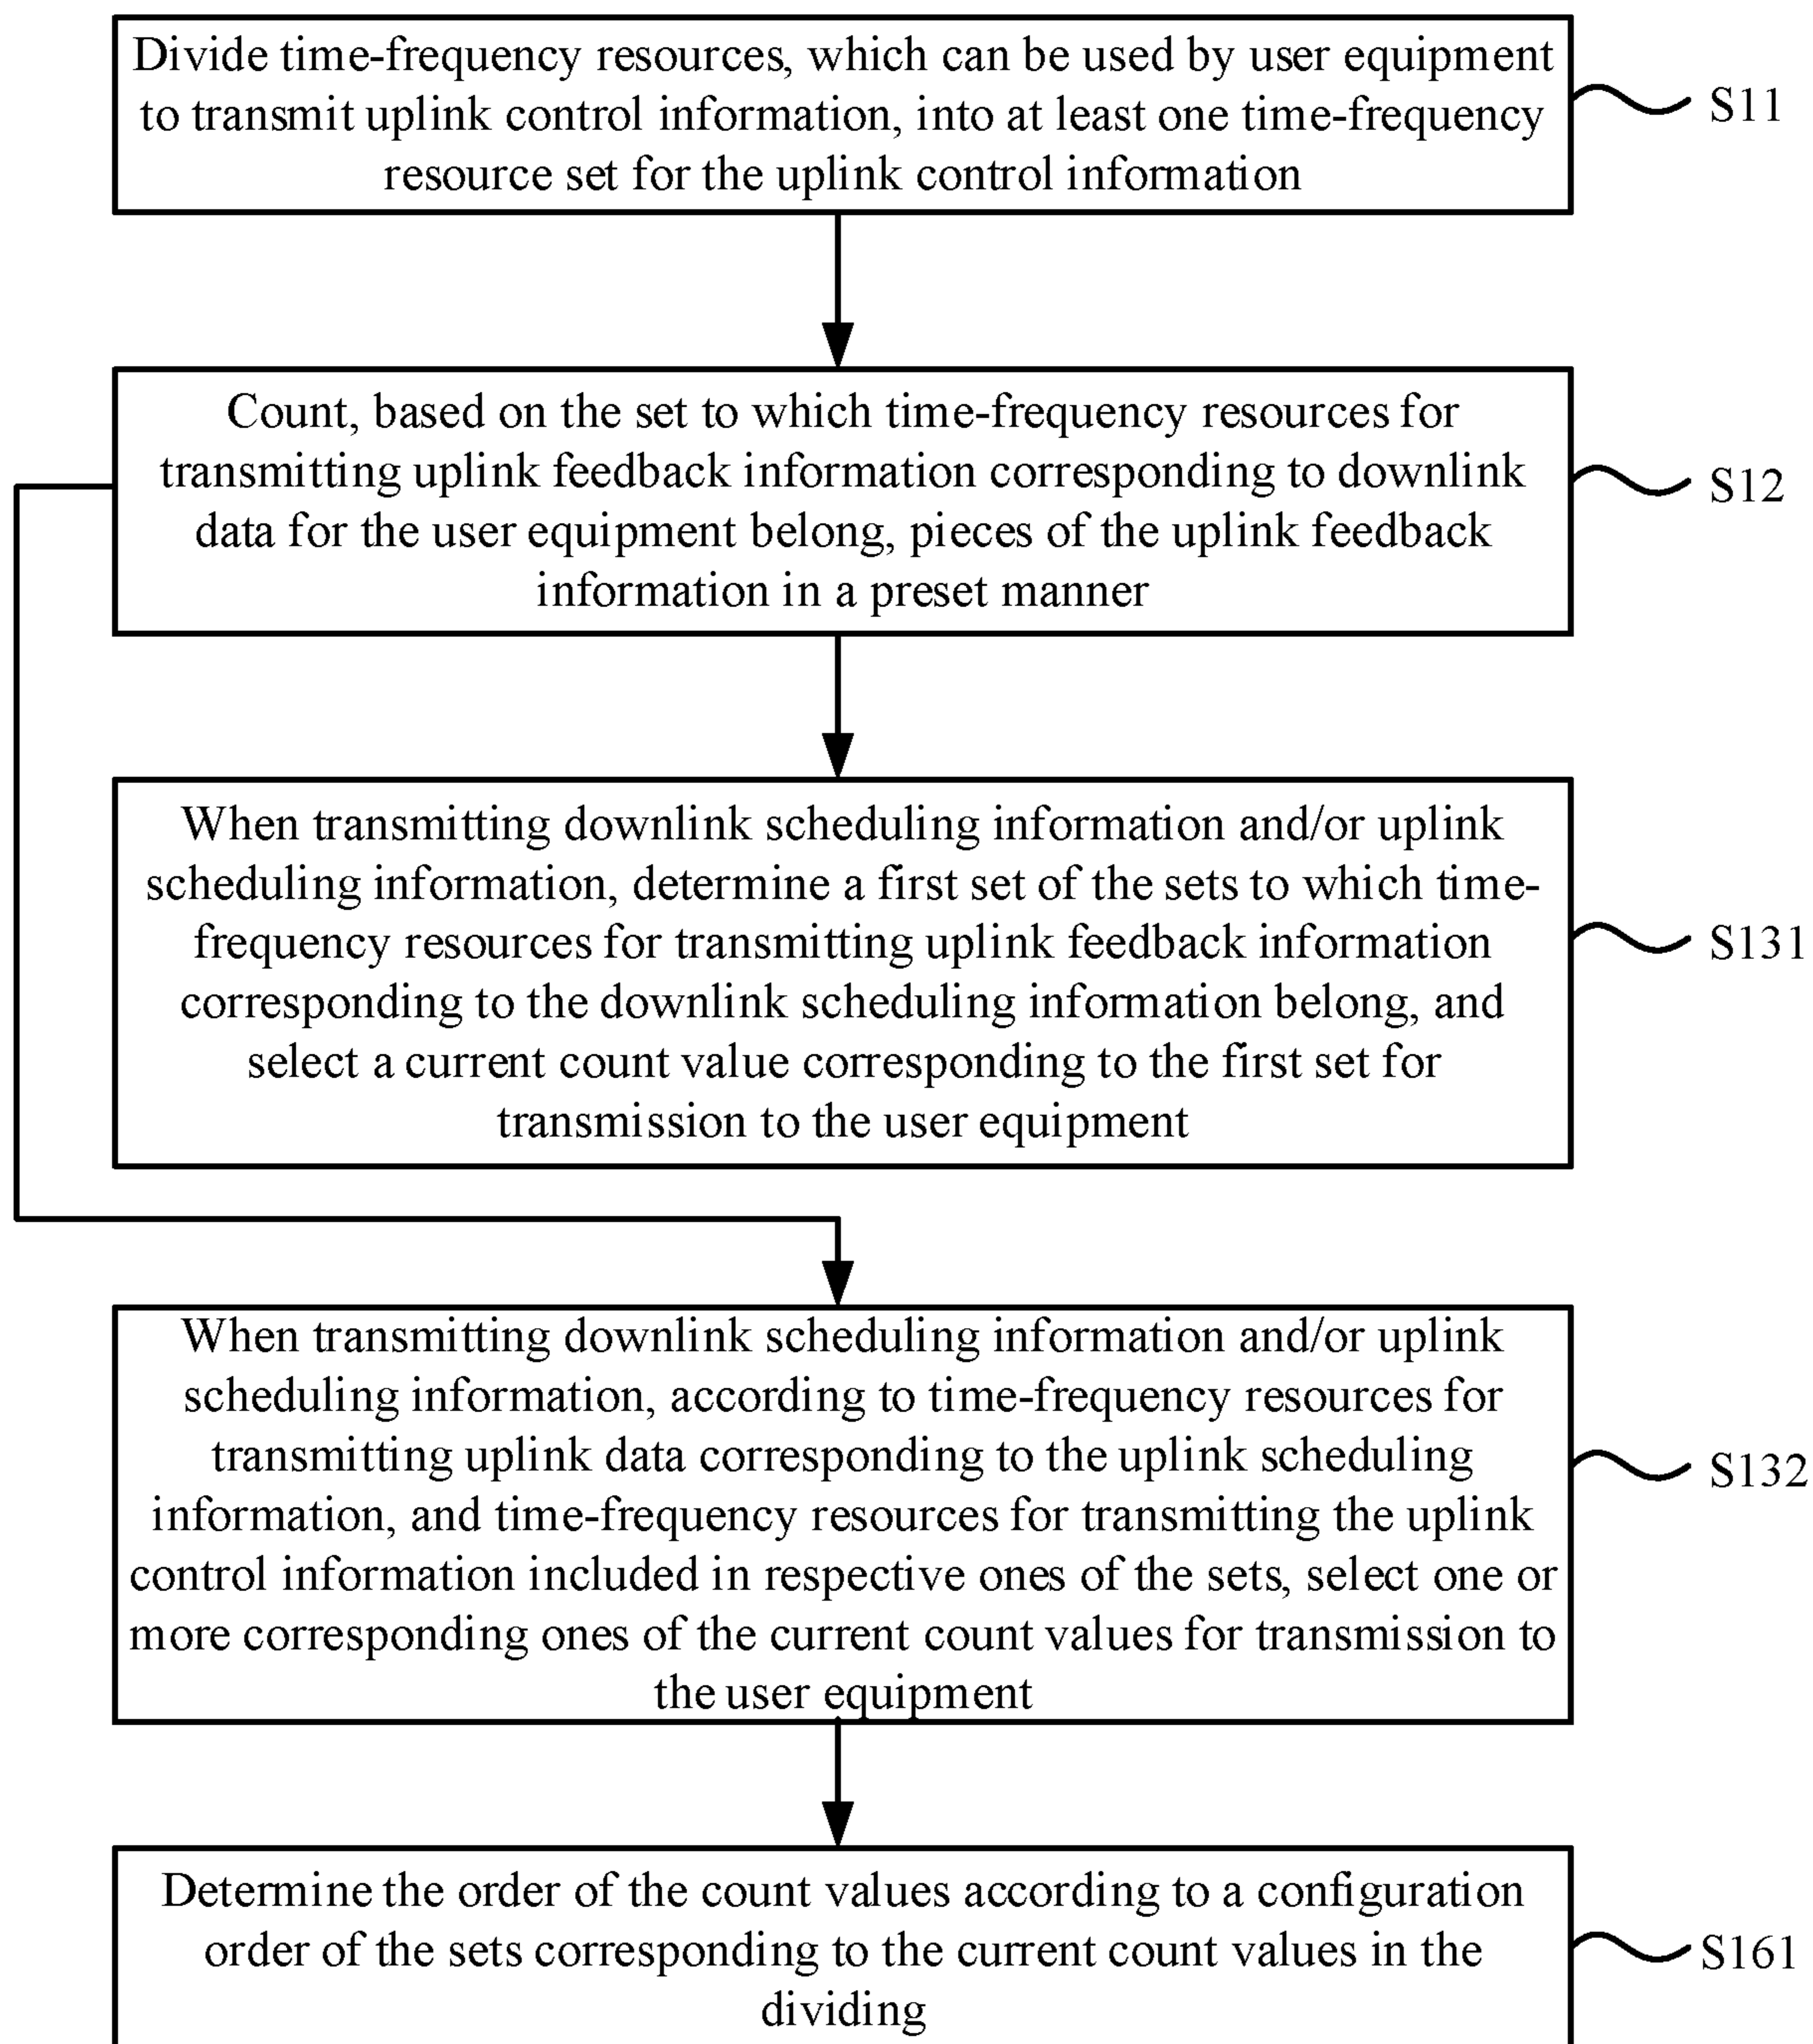 Divide time-frequency resources, which can be used by user equipment
to transmit uplink control information, into at least one time-frequency
resource set for the uplink control information
S11
Count, based on the set to which time-frequency resources for
transmitting uplink feedback information corresponding to downlink
data for the user equipment belong, pieces of the uplink feedback
information in a preset manner
S12
When transmitting downlink scheduling information and/or uplink
scheduling information, determine a first set of the sets to which time-
frequency resources for transmitting uplink feedback information
corresponding to the downlink scheduling information belong, and
select a current count value corresponding to the first set for
transmission to the user equipment
S131
When transmitting downlink scheduling information and/or uplink
scheduling information, according to time-frequency resources for
transmitting uplink data corresponding to the uplink scheduling
information, and time-frequency resources for transmitting the uplink
control information included in respective ones of the sets, select one or
more corresponding ones of the current count values for transmission to
the user equipment
S132
Determine the order of the count values according to a configuration
order of the sets corresponding to the current count values in the
dividing
S161